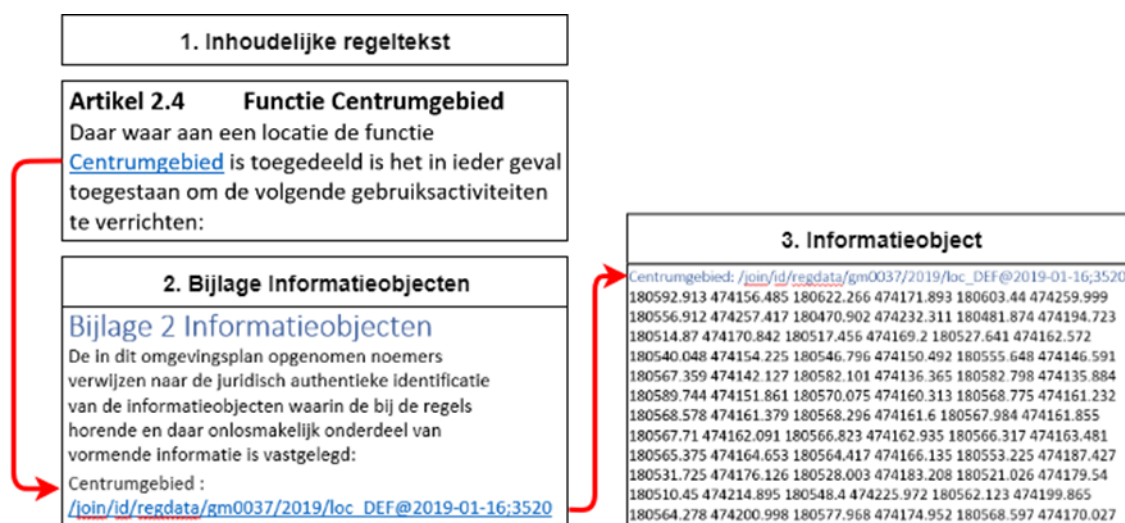 1. Inhoudelijke regeltekst
Artikel 2.4 Functie Centrumgebied
Daar waar aan een locatie de functie
Centrumgebied is toegedeeld is het in ieder geval
toegestaan om de volgende gebruiksactiviteiten
te verrichten:
2. Bijlage Informatieobjecten
Bijlage 2 Informatieobjecten
De in dit omgevingsplan opgenomen noemers
verwijzen naar de juridisch authentieke identificatie
van de informatieobjecten waarin de bij de regels
horende en daar onlosmakelijk onderdeel van
vormende informatie is vastgelegd:
Centrumgebied :
/join/id/regdata/gm0037/2019/loc_DEF@2019-01-16;3520
3. Informatieobject
Centrumgebied: /join/id/regdata/gm0037/2019/loc_DEF@2019-01-16;3520
180592.913 474156.485 180622.266 474171.893 180603.44 474259.999
180556.912 474257.417 180470.902 474232.311 180481.874 474194.723
180514.87 474170.842 180517.456 474169.2 180527.641 474162.572
180540.048 474154.225 180546.796 474150.492 180555.648 474146.591
180567.359 474142.127 180582.101 474136.365 180582.798 474135.884
180589.744 474151.861 180570.075 474160.313 180568.775 474161.232
180568.578 474161.379 180568.296 474161.6 180567.984 474161.855
180567.71 474162.091 180566.823 474162.935 180566.317 474163.481
180565.375 474164.653 180564.417 474166.135 180553.225 474187.427
180531.725 474176.126 180528.003 474183.208 180521.026 474179.54
180510.45 474214.895 180548.4 474225.972 180562.123 474199.865
180564.278 474200.998 180577.968 474174.952 180568.597 474170.027